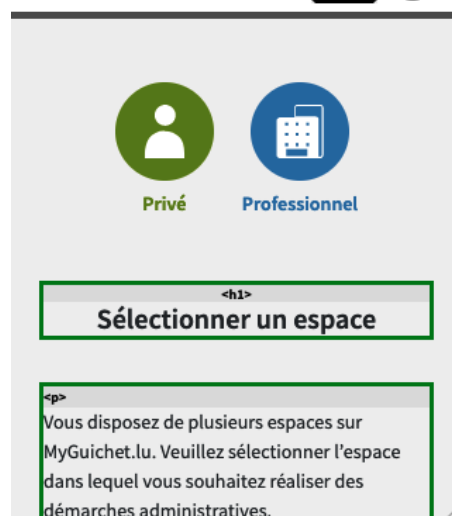 Privé
Professionnel
<h1>
Sélectionner un espace
<p>
Vous disposez de plusieurs espaces sur
MyGuichet.lu. Veuillez sélectionner l’espace
dans lequel vous souhaitez réaliser des
démarches administratives.